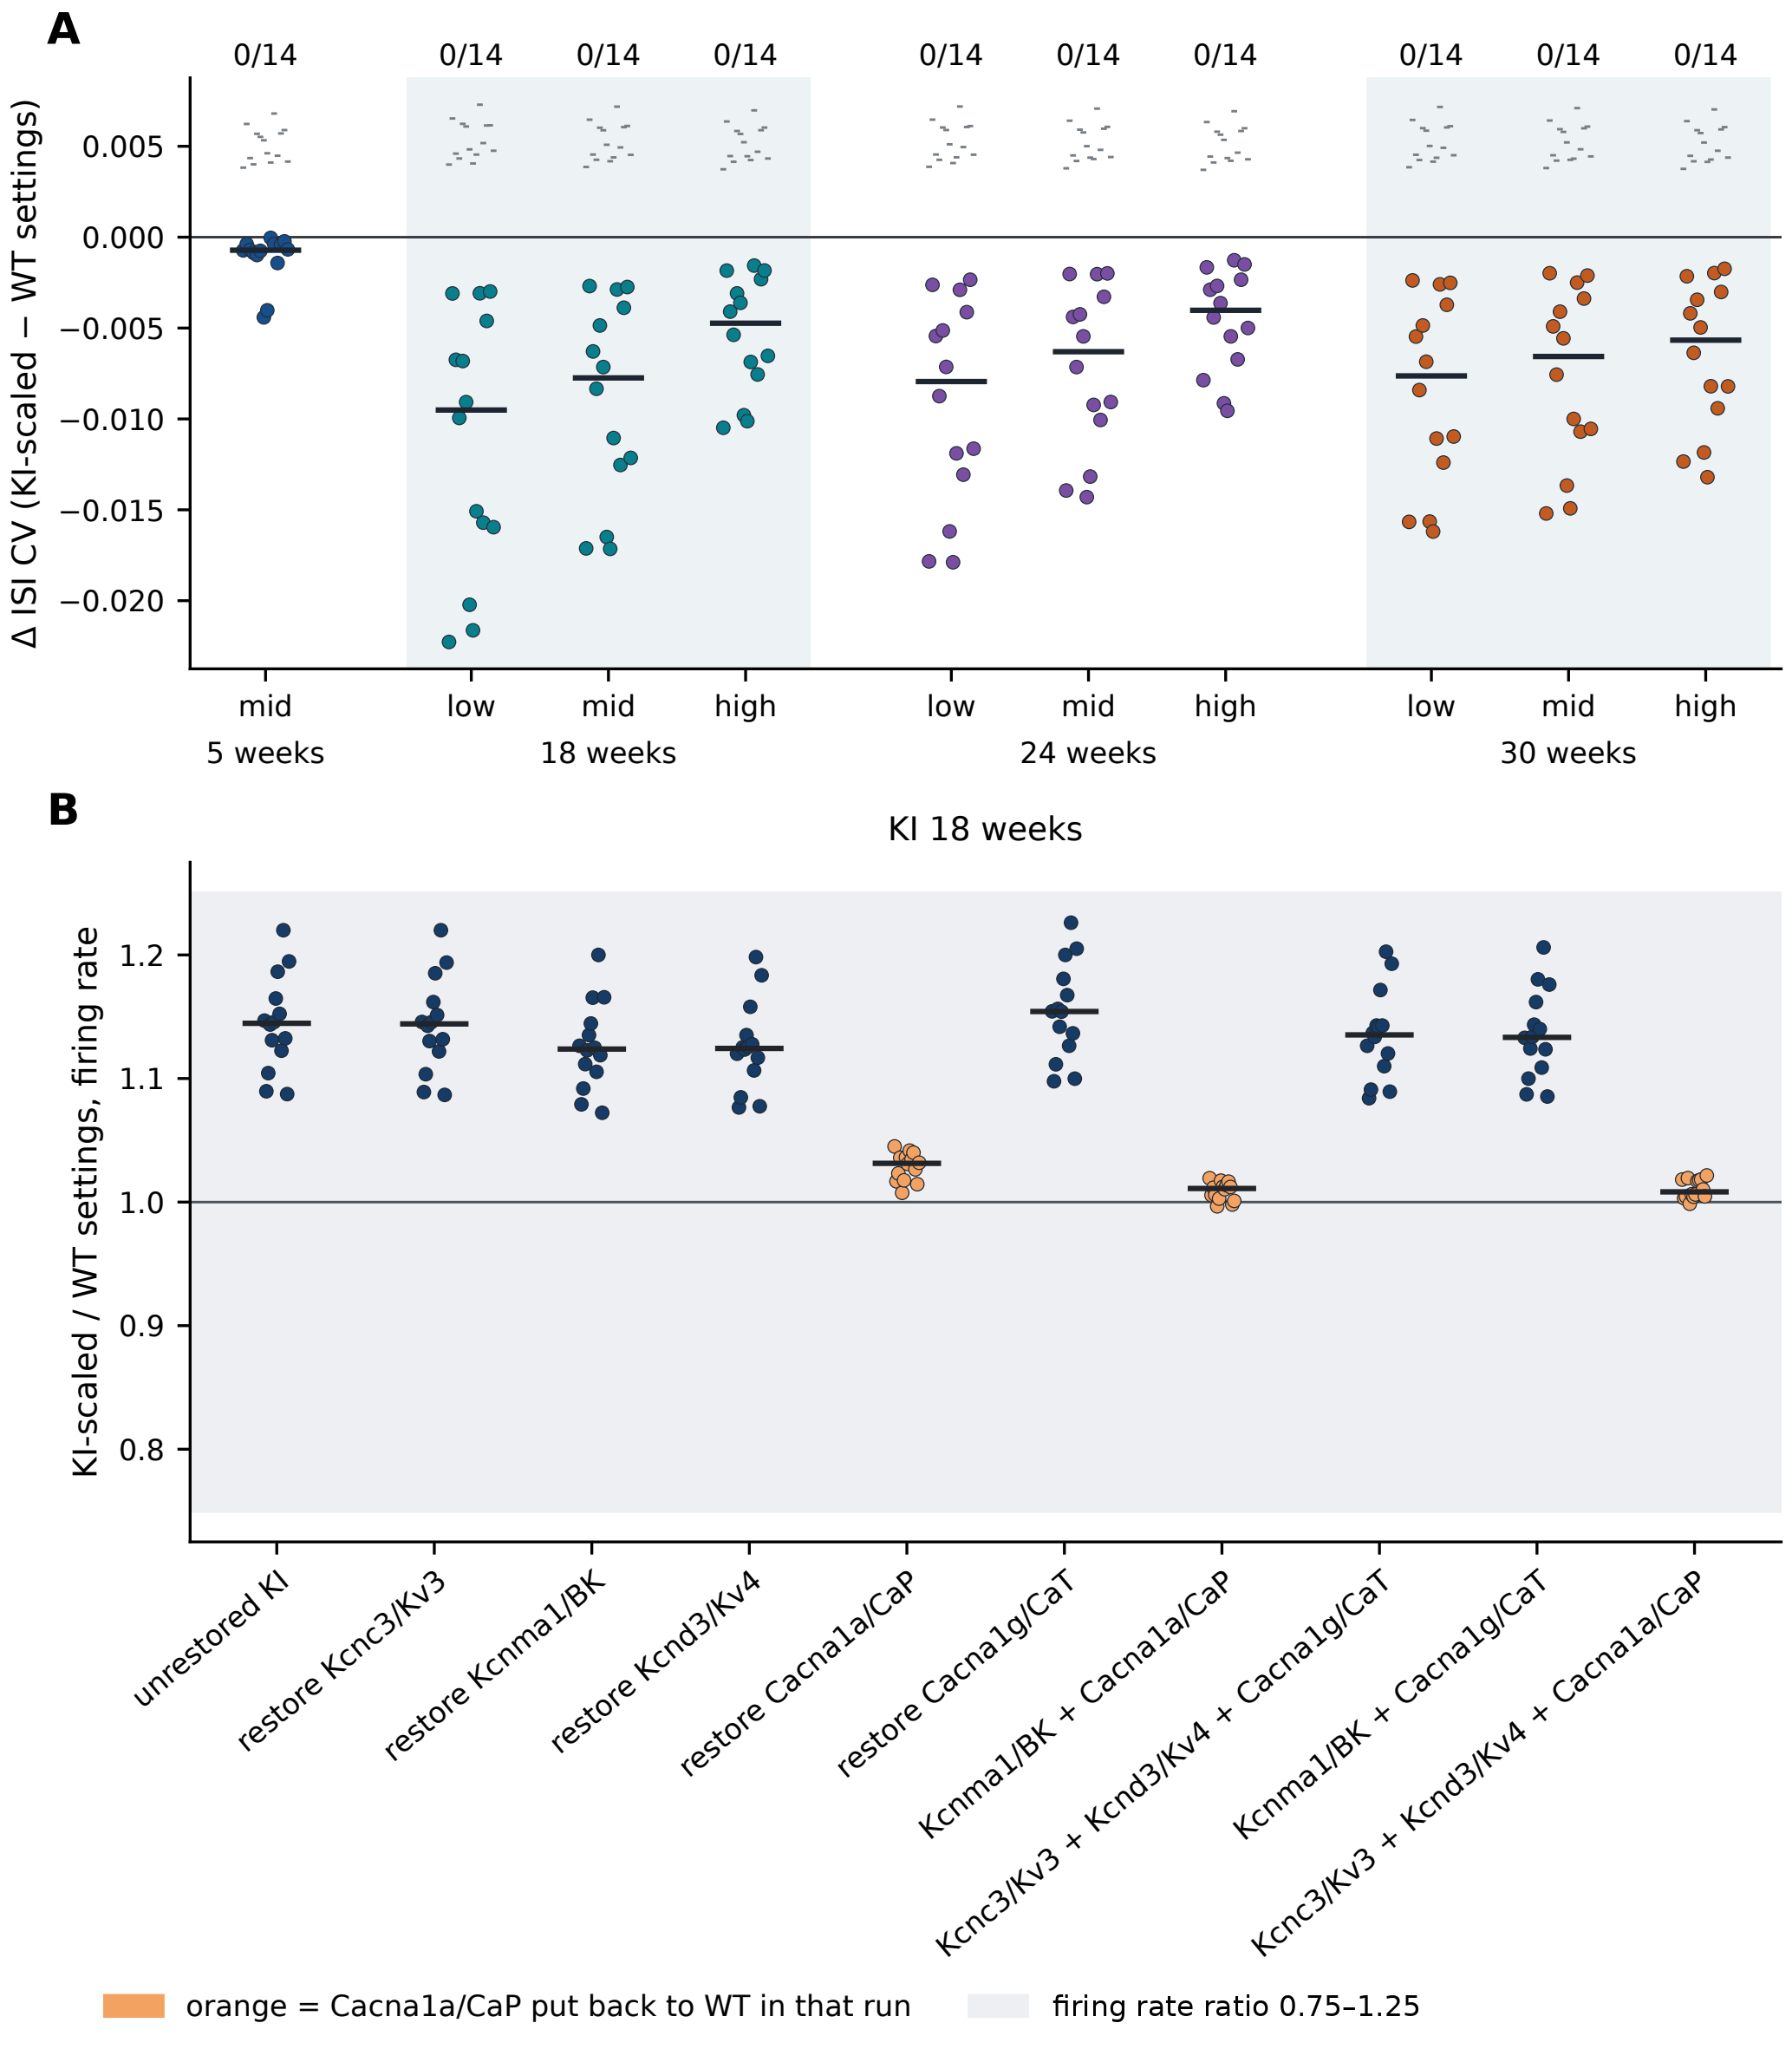 A
0/14 0/14 0/14 0/14 0/14 0/14 0/14 0/14 0/14 0/14
Δ ISI CV (KI-scaled − WT settings)
0.005
0.000
−0.005
−0.010
−0.015
−0.020
mid low mid high low mid high low mid high
5 weeks 18 weeks 24 weeks 30 weeks
B
KI 18 weeks
KI-scaled / WT settings, firing rate
1.2
1.1
1.0
0.9
0.8
unrestored KI
restore Kcnc3/Kv3
restore Kcnma1/BK
restore Kcnd3/Kv4
restore Cacna1a/CaP
restore Cacna1g/CaT
Kcnma1/BK + Cacna1a/CaP
Kcnc3/Kv3 + Kcnd3/Kv4 + Cacna1g/CaT
Kcnma1/BK + Cacna1g/CaT
Kcnc3/Kv3 + Kcnd3/Kv4 + Cacna1a/CaP
orange = Cacna1a/CaP put back to WT in that run
firing rate ratio 0.75–1.25